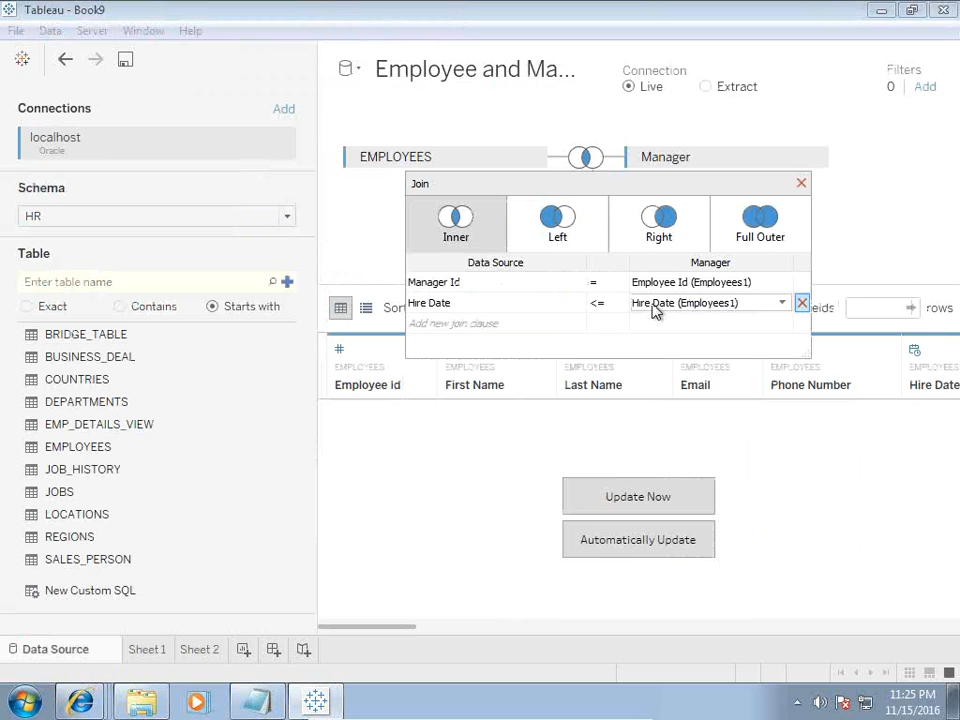 Tableau - Book9
File Data Server Window Help
Connections Add
localhost
Oracle
Schema
HR
Table
Enter table name
Exact Contains Starts with
BRIDGE_TABLE
BUSINESS_DEAL
COUNTRIES
DEPARTMENTS
EMP_DETAILS_VIEW
EMPLOYEES
JOB_HISTORY
JOBS
LOCATIONS
REGIONS
SALES_PERSON
New Custom SQL
Employee and Ma...
Connection
Live Extract
Filters
0 Add
EMPLOYEES Manager
Join
Inner Left Right Full Outer
Data Source Manager
Manager Id = Employee Id (Employees1)
Hire Date <= Hire Date (Employees1)
Add new join clause
Sor
elds rows
#
EMPLOYEES EMPLOYEES EMPLOYEES EMPLOYEES EMPLOYEES EMPLOYEES
Employee Id First Name Last Name Email Phone Number Hire Date
Update Now
Automatically Update
Data Source Sheet 1 Sheet 2
11:25 PM
11/15/2016